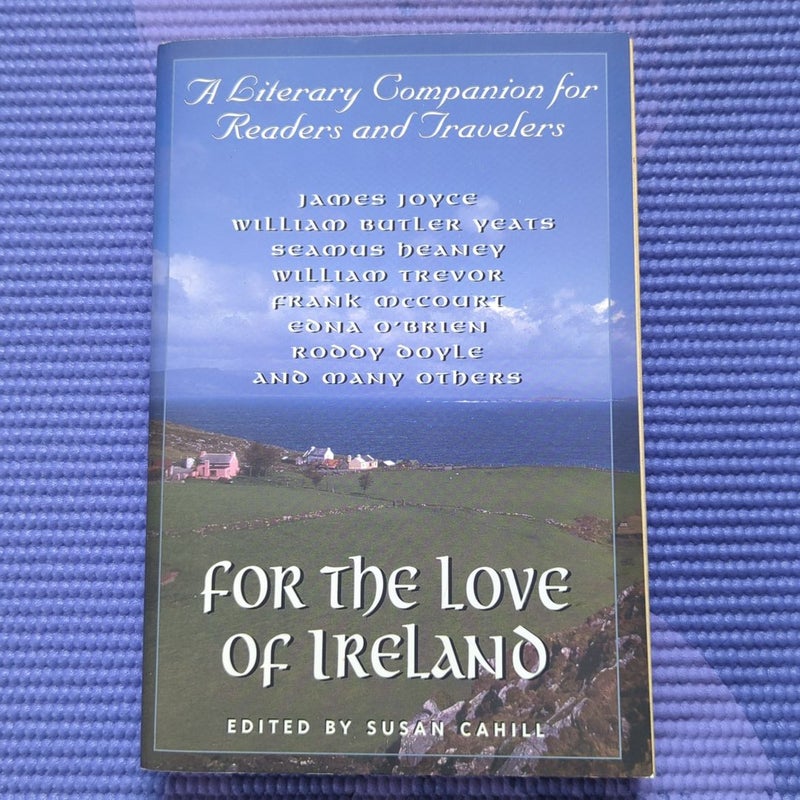 A Literary Companion for
Readers and Travelers
JAMES JOYCE
WILLIAM BUTLER YEATS
SEAMUS HEANEY
WILLIAM TREVOR
FRANK McCOURT
EDNA O'BRIEN
RODDY DOYLE
AND MANY OTHERS
FOR THE LOVE
OF IRELAND
EDITED BY SUSAN CAHILL